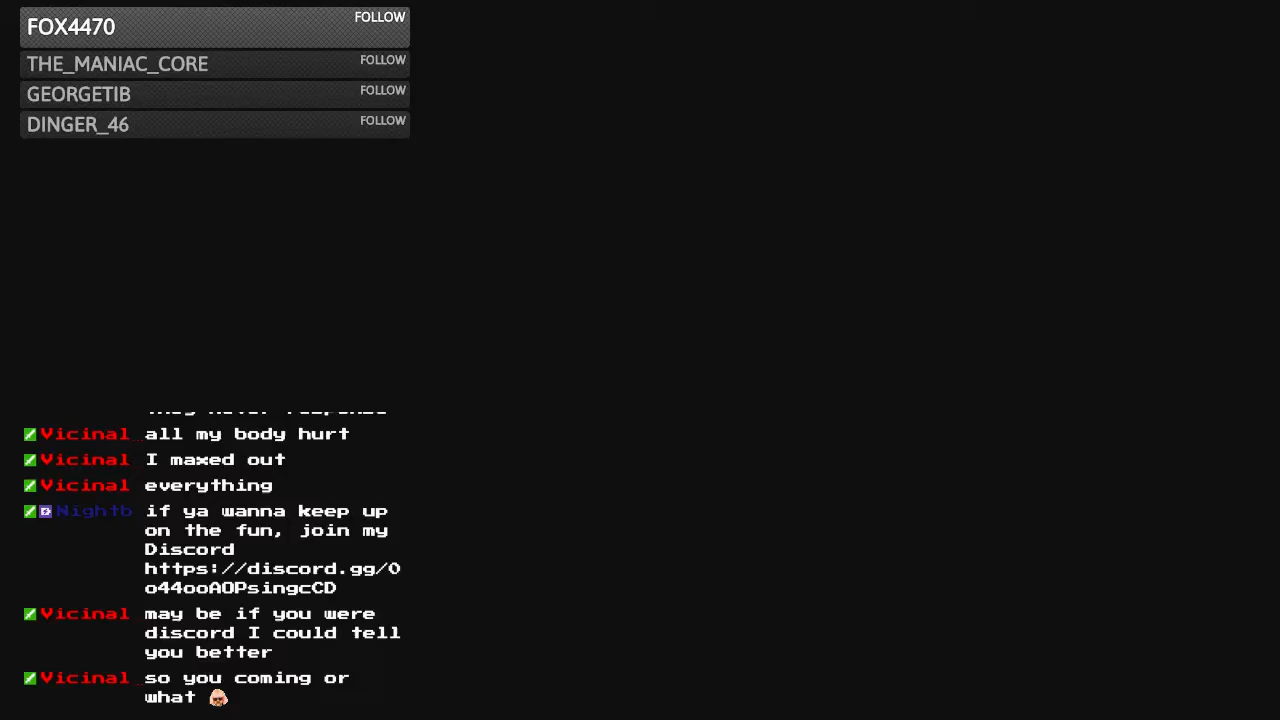 FOX4470 FOLLOW
THE_MANIAC_CORE FOLLOW
GEORGETIB FOLLOW
DINGER_46 FOLLOW
Vicinal all my body hurt
Vicinal I maxed out
Vicinal everything
Nightb if ya wanna keep up
on the fun, join my
Discord
https://discord.gg/0
o44ooAOPsingcCD
Vicinal may be if you were
discord I could tell
you better
Vicinal so you coming or
what